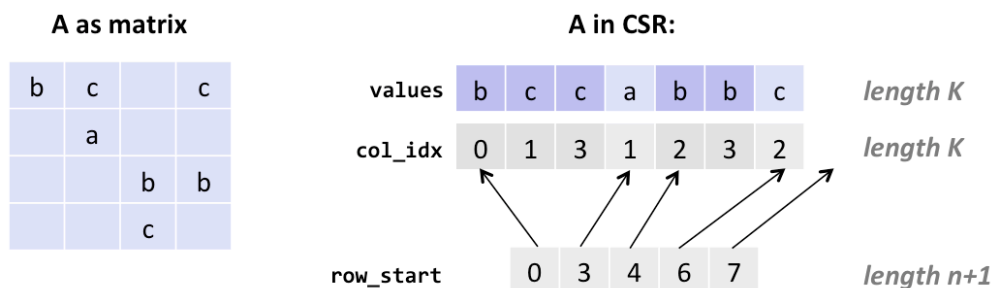 A as matrix
b c c
a
b b
c
A in CSR:
values b c c a b b c length K
col_idx 0 1 3 1 2 3 2 length K
row_start 0 3 4 6 7 length n+1